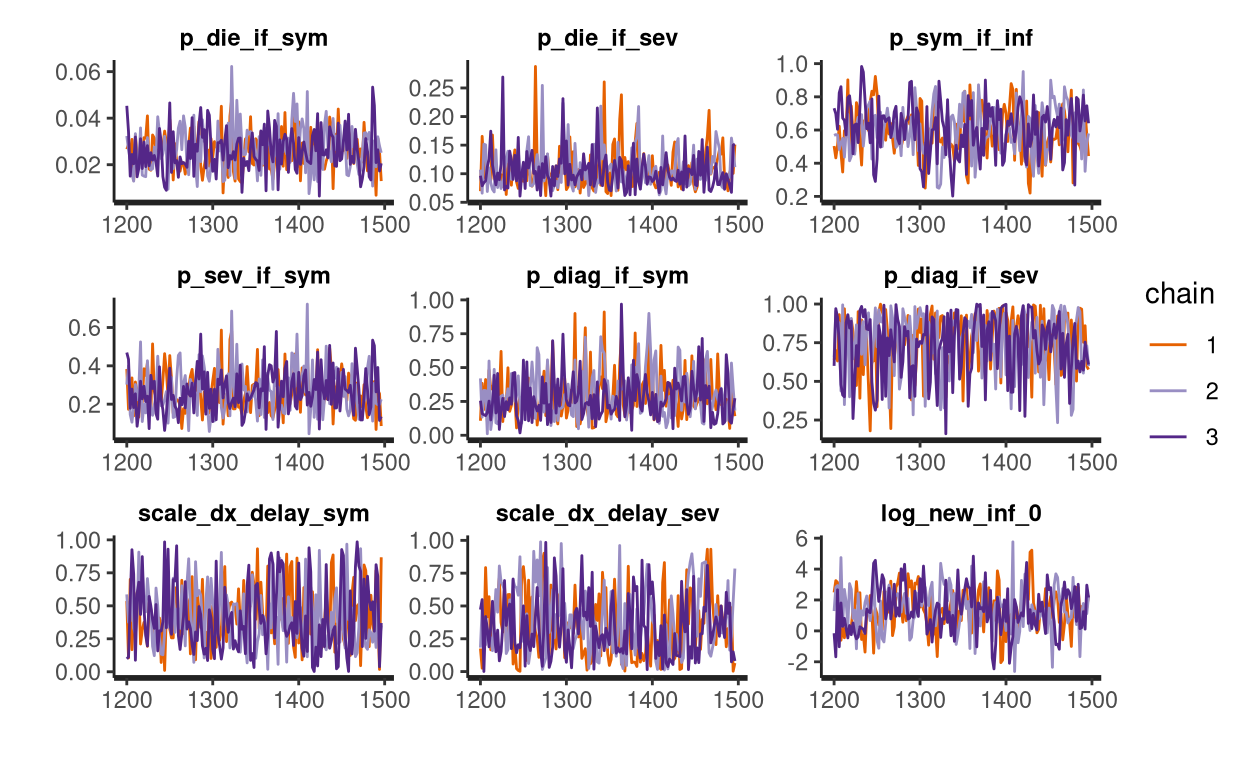 p_die_if_sym p_die_if_sev p_sym_if_inf
0.06 0.04 0.02
0.25 0.20 0.15 0.10 0.05
1.0 0.8 0.6 0.4 0.2
1200 1300 1400 1500 1200 1300 1400 1500 1200 1300 1400 1500
p_sev_if_sym p_diag_if_sym p_diag_if_sev
0.6 0.4 0.2
1.00 0.75 0.50 0.25 0.00
1.00 0.75 0.50 0.25
1200 1300 1400 1500 1200 1300 1400 1500 1200 1300 1400 1500
scale_dx_delay_sym scale_dx_delay_sev log_new_inf_0
1.00 0.75 0.50 0.25 0.00
1.00 0.75 0.50 0.25 0.00
6 4 2 0 -2
1200 1300 1400 1500 1200 1300 1400 1500 1200 1300 1400 1500
chain
1
2
3